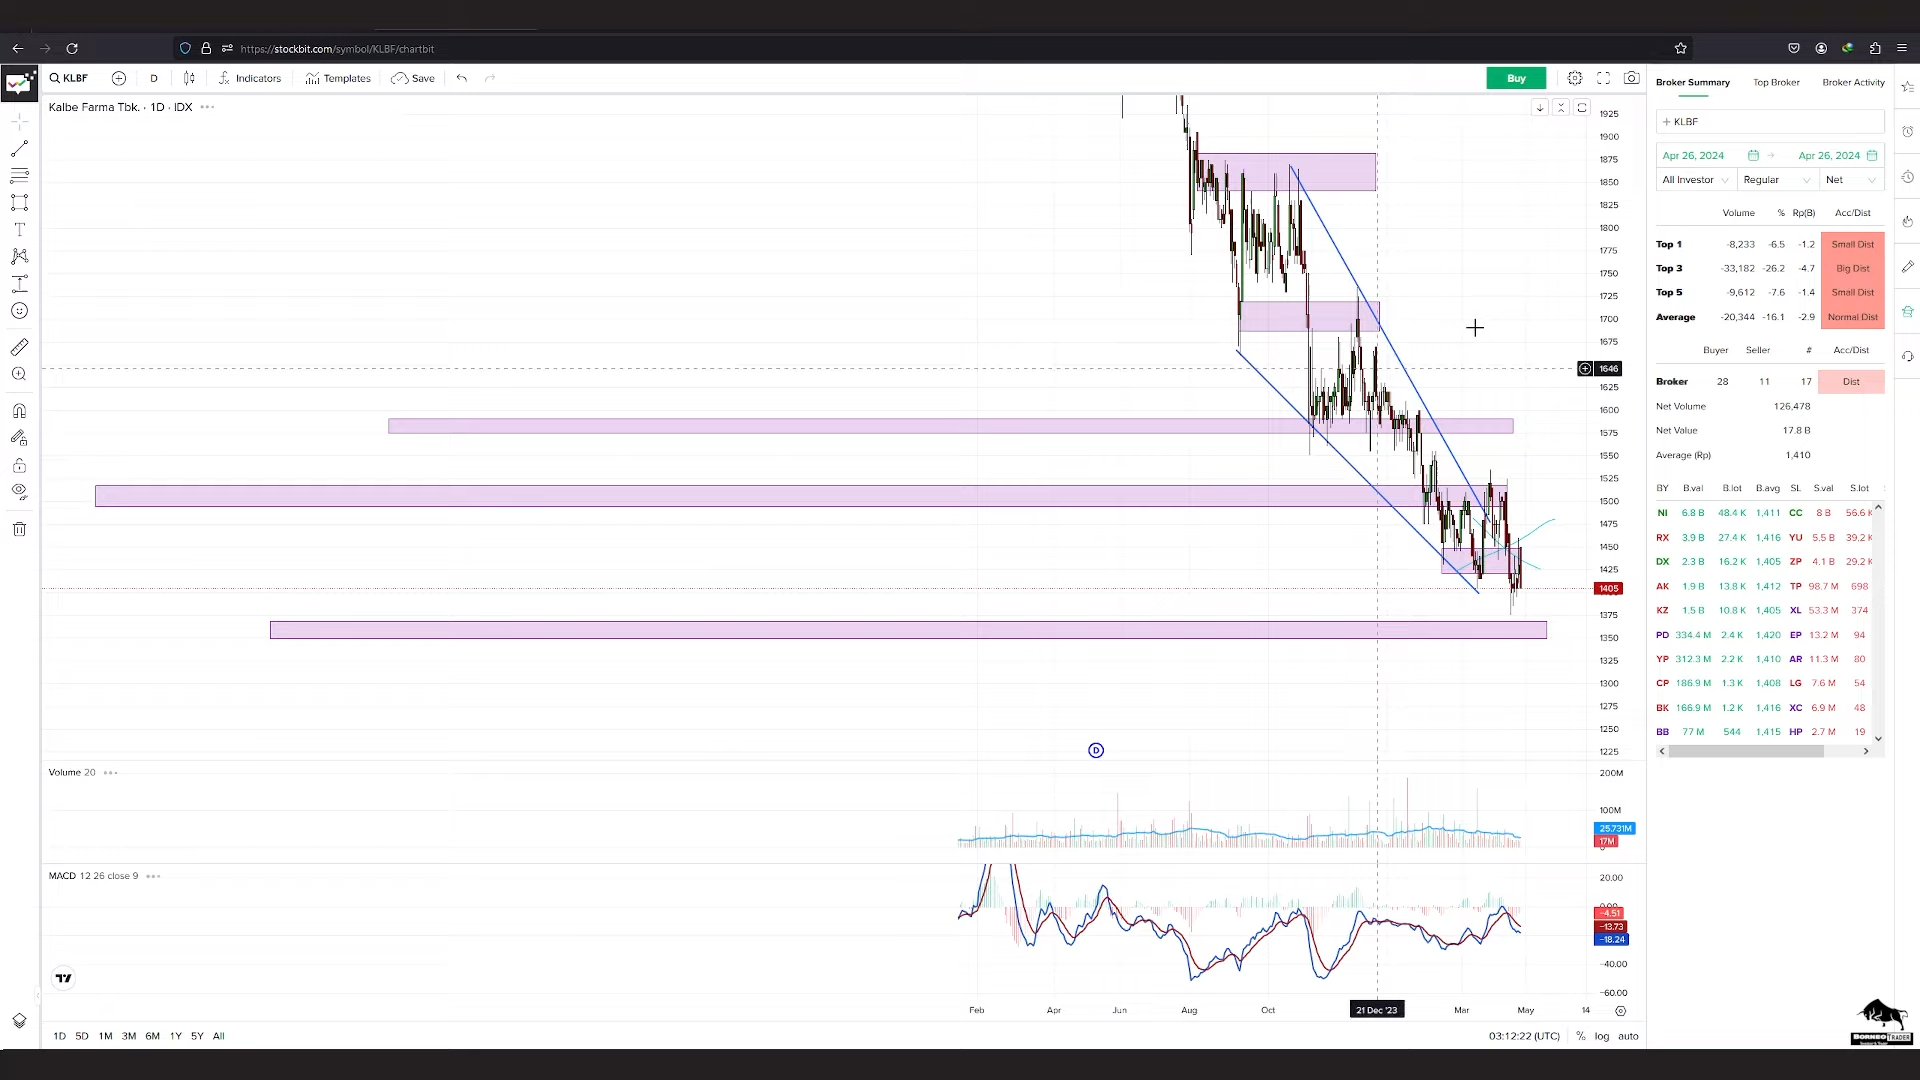 https://stockbit.com/symbol/KLBF/chartbit
KLBF D Indicators Templates Save Buy
Kalbe Farma Tbk. · 1D · IDX
1925
1900
1875
1850
1825
1800
1775
1750
1725
1700
1675
1646
1625
1600
1575
1550
1525
1500
1475
1450
1425
1405
1375
1350
1325
1300
1275
1250
1225
D
Volume 20
200M
100M
25.731M
17M
MACD 12 26 close 9
20.00
0.00
-4.51
-13.73
-18.24
-40.00
-60.00
Feb Apr Jun Aug Oct 21 Dec '23 Mar May 14
1D 5D 1M 3M 6M 1Y 5Y All 03:12:22 (UTC) % log auto
Broker Summary Top Broker Broker Activity
+ KLBF
Apr 26, 2024 → Apr 26, 2024
All Investor Regular Net
Volume % Rp(B) Acc/Dist
Top 1 -8,233 -6.5 -1.2 Small Dist
Top 3 -33,182 -26.2 -4.7 Big Dist
Top 5 -9,612 -7.6 -1.4 Small Dist
Average -20,344 -16.1 -2.9 Normal Dist
Buyer Seller # Acc/Dist
Broker 28 11 17 Dist
Net Volume 126,478
Net Value 17.8 B
Average (Rp) 1,410
BY B.val B.lot B.avg SL S.val S.lot
NI 6.8 B 48.4 K 1,411 CC 8 B 56.6 K
RX 3.9 B 27.4 K 1,416 YU 5.5 B 39.2 K
DX 2.3 B 16.2 K 1,405 ZP 4.1 B 29.2 K
AK 1.9 B 13.8 K 1,412 TP 98.7 M 698
KZ 1.5 B 10.8 K 1,405 XL 53.3 M 374
PD 334.4 M 2.4 K 1,420 EP 13.2 M 94
YP 312.3 M 2.2 K 1,410 AR 11.3 M 80
CP 186.9 M 1.3 K 1,408 LG 7.6 M 54
BK 166.9 M 1.2 K 1,416 XC 6.9 M 48
BB 77 M 544 1,415 HP 2.7 M 19
BORNEO TRADER